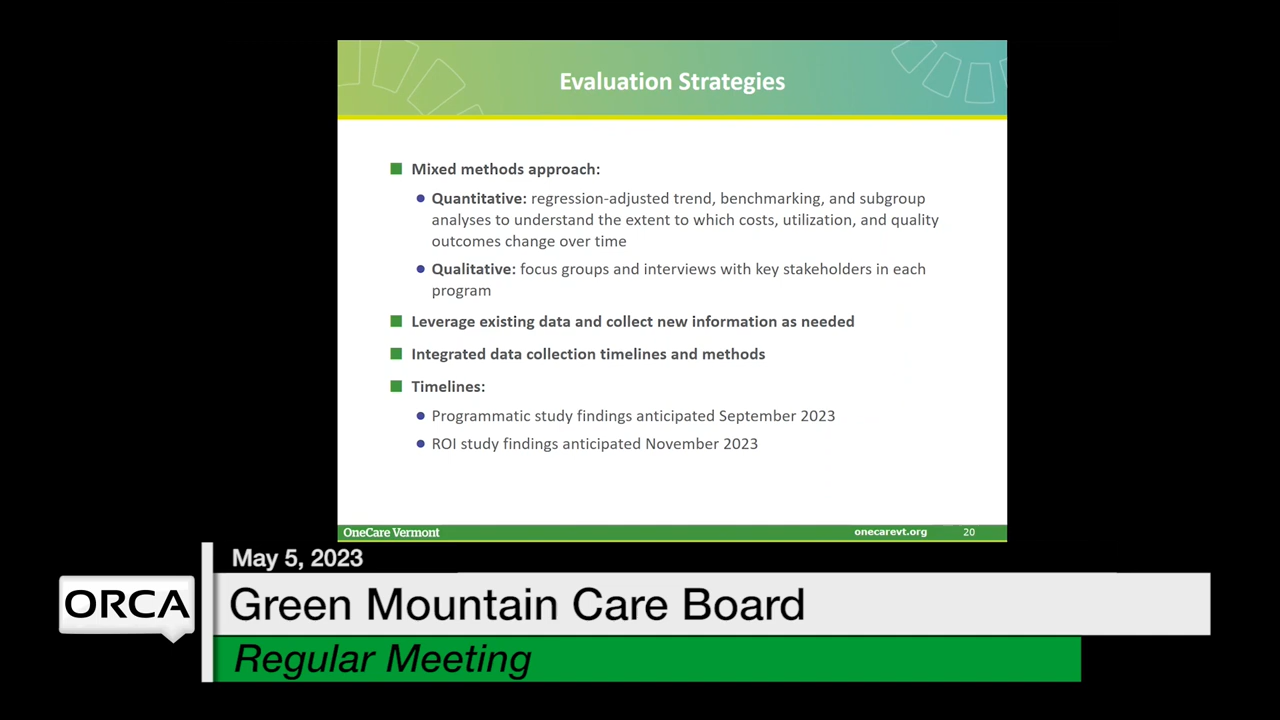 Evaluation Strategies
Mixed methods approach:
Quantitative: regression-adjusted trend, benchmarking, and subgroup
analyses to understand the extent to which costs, utilization, and quality
outcomes change over time
Qualitative: focus groups and interviews with key stakeholders in each
program
Leverage existing data and collect new information as needed
Integrated data collection timelines and methods
Timelines:
Programmatic study findings anticipated September 2023
ROI study findings anticipated November 2023
OneCare Vermont
onecarevt.org
20
May 5, 2023
ORCA
Green Mountain Care Board
Regular Meeting